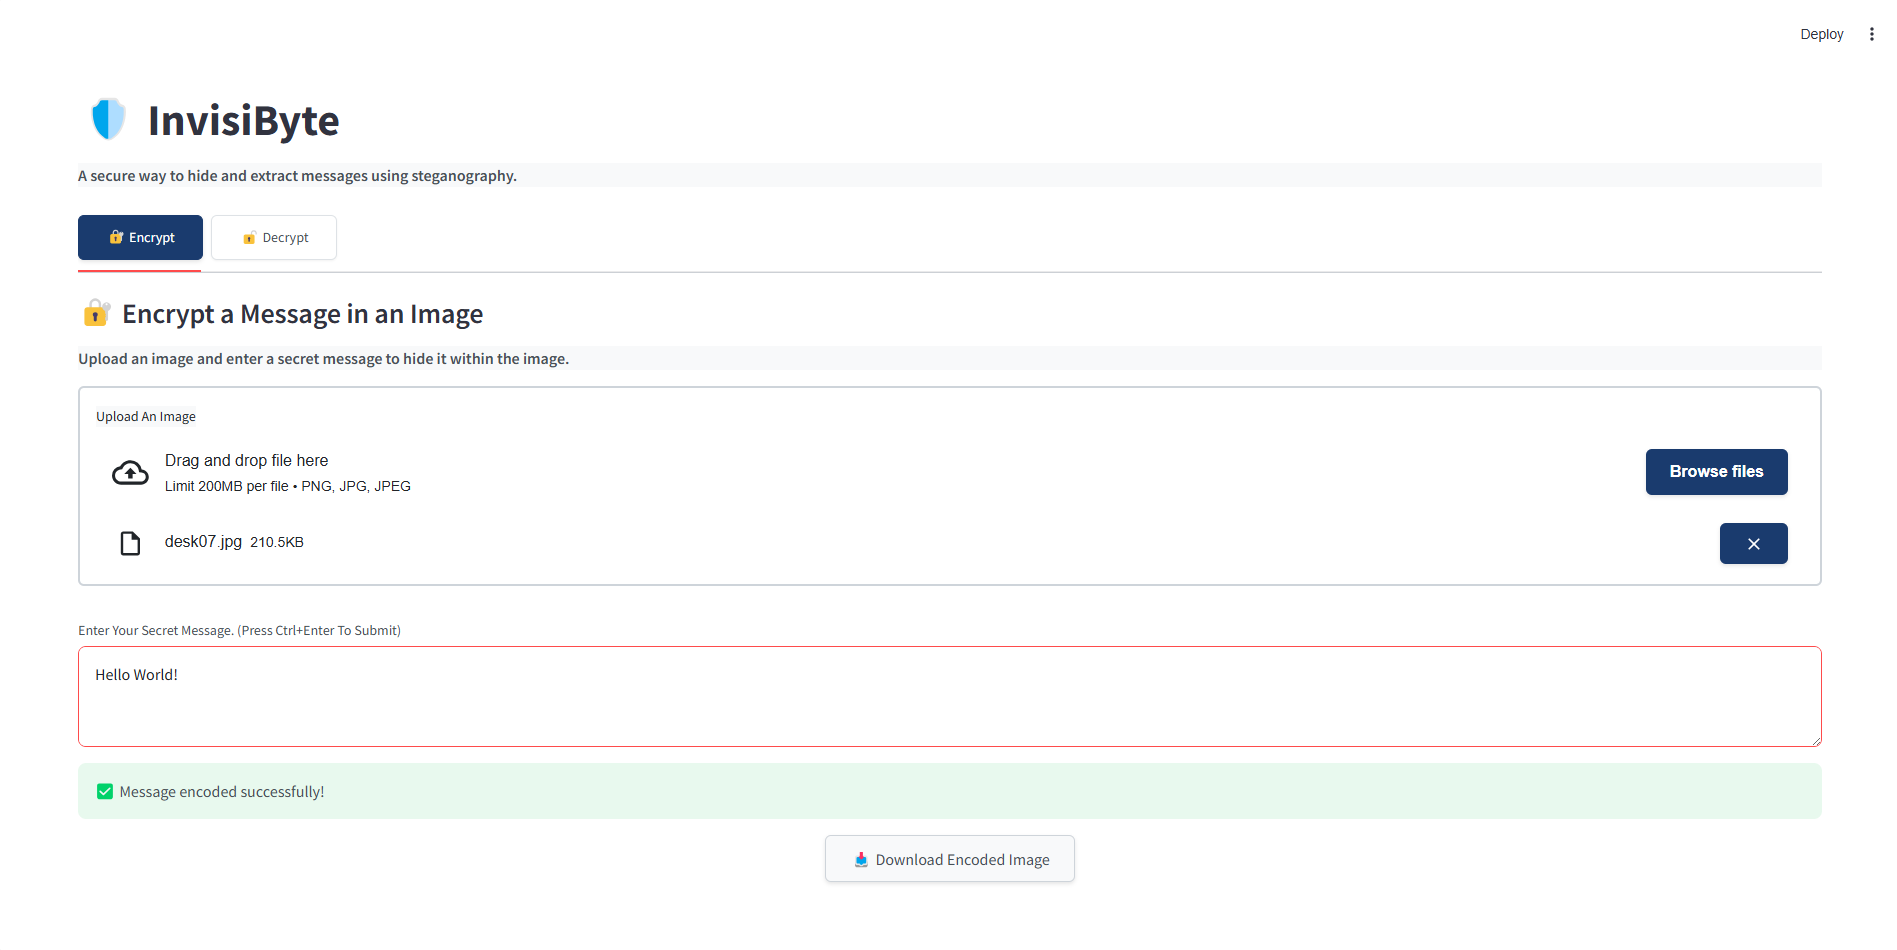 Deploy
InvisiByte
A secure way to hide and extract messages using steganography.
Encrypt
Decrypt
Encrypt a Message in an Image
Upload an image and enter a secret message to hide it within the image.
Upload An Image
Drag and drop file here
Limit 200MB per file • PNG, JPG, JPEG
Browse files
desk07.jpg 210.5KB
Enter Your Secret Message. (Press Ctrl+Enter To Submit)
Hello World!
Message encoded successfully!
Download Encoded Image